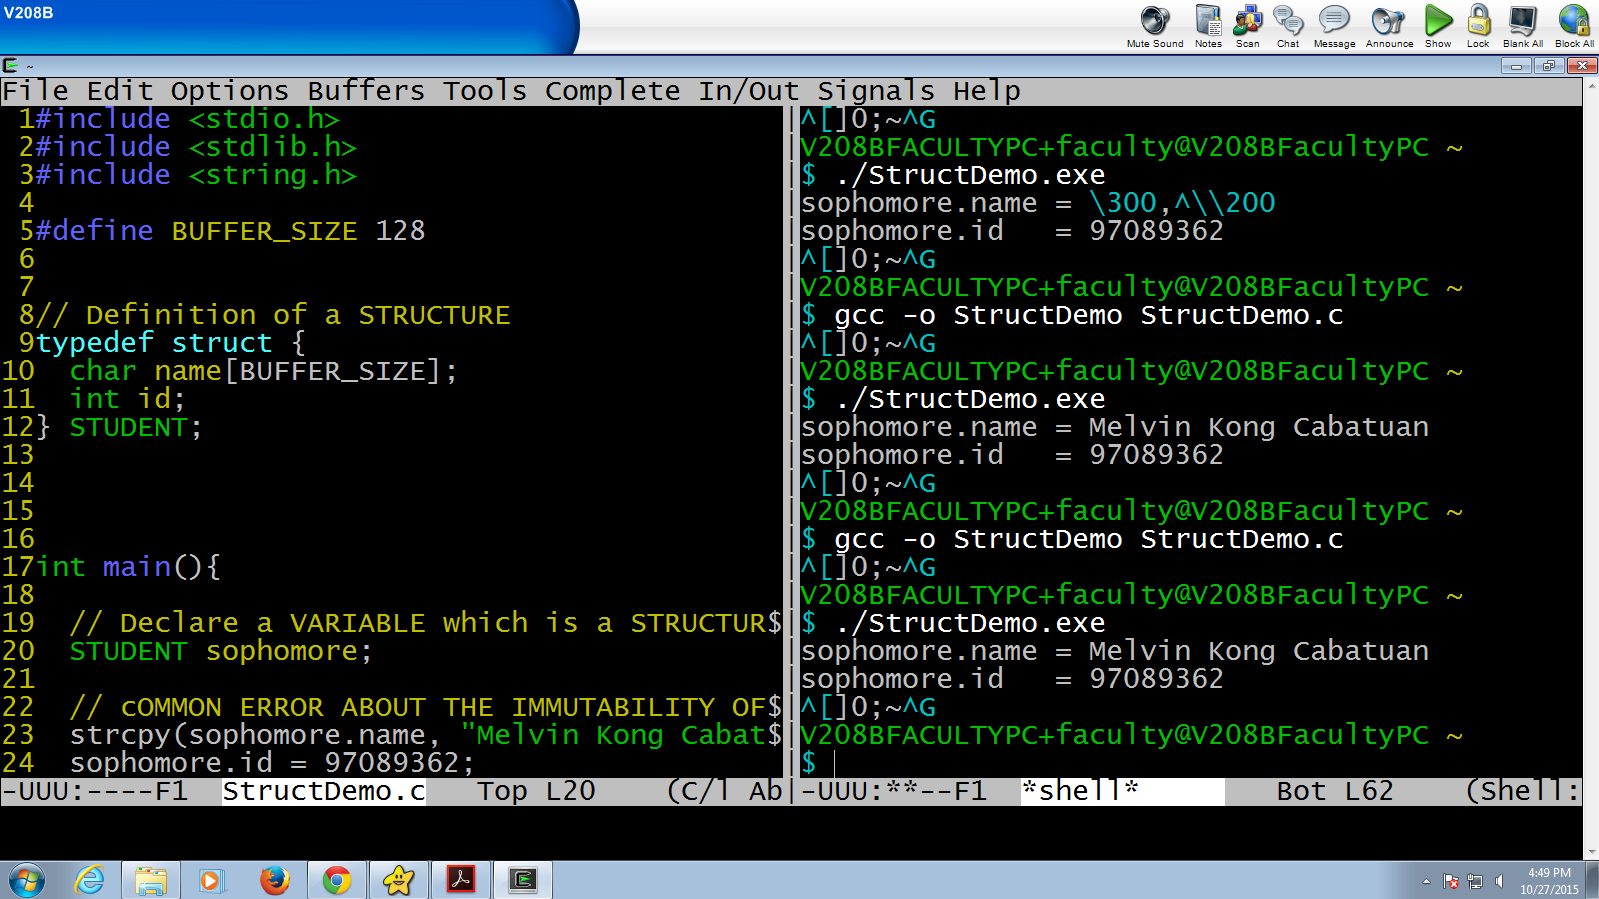 V208B
Mute Sound Notes Scan Chat Message Announce Show Lock Blank All Block All
~
File Edit Options Buffers Tools Complete In/Out Signals Help
1#include <stdio.h>
2#include <stdlib.h>
3#include <string.h>
4
5#define BUFFER_SIZE 128
6
7
8// Definition of a STRUCTURE
9typedef struct {
10  char name[BUFFER_SIZE];
11  int id;
12} STUDENT;
13
14
15
16
17int main(){
18
19  // Declare a VARIABLE which is a STRUCTUR$
20  STUDENT sophomore;
21
22  // cOMMON ERROR ABOUT THE IMMUTABILITY OF$
23  strcpy(sophomore.name, "Melvin Kong Cabat$
24  sophomore.id = 97089362;
-UUU:----F1  StructDemo.c   Top L20    (C/l Ab
^[]0;~^G
V208BFACULTYPC+faculty@V208BFacultyPC ~
$ ./StructDemo.exe
sophomore.name = \300,^\\200
sophomore.id   = 97089362
^[]0;~^G
V208BFACULTYPC+faculty@V208BFacultyPC ~
$ gcc -o StructDemo StructDemo.c
^[]0;~^G
V208BFACULTYPC+faculty@V208BFacultyPC ~
$ ./StructDemo.exe
sophomore.name = Melvin Kong Cabatuan
sophomore.id   = 97089362
^[]0;~^G
V208BFACULTYPC+faculty@V208BFacultyPC ~
$ gcc -o StructDemo StructDemo.c
^[]0;~^G
V208BFACULTYPC+faculty@V208BFacultyPC ~
$ ./StructDemo.exe
sophomore.name = Melvin Kong Cabatuan
sophomore.id   = 97089362
^[]0;~^G
V208BFACULTYPC+faculty@V208BFacultyPC ~
$
-UUU:**--F1  *shell*        Bot L62    (Shell:
4:49 PM
10/27/2015